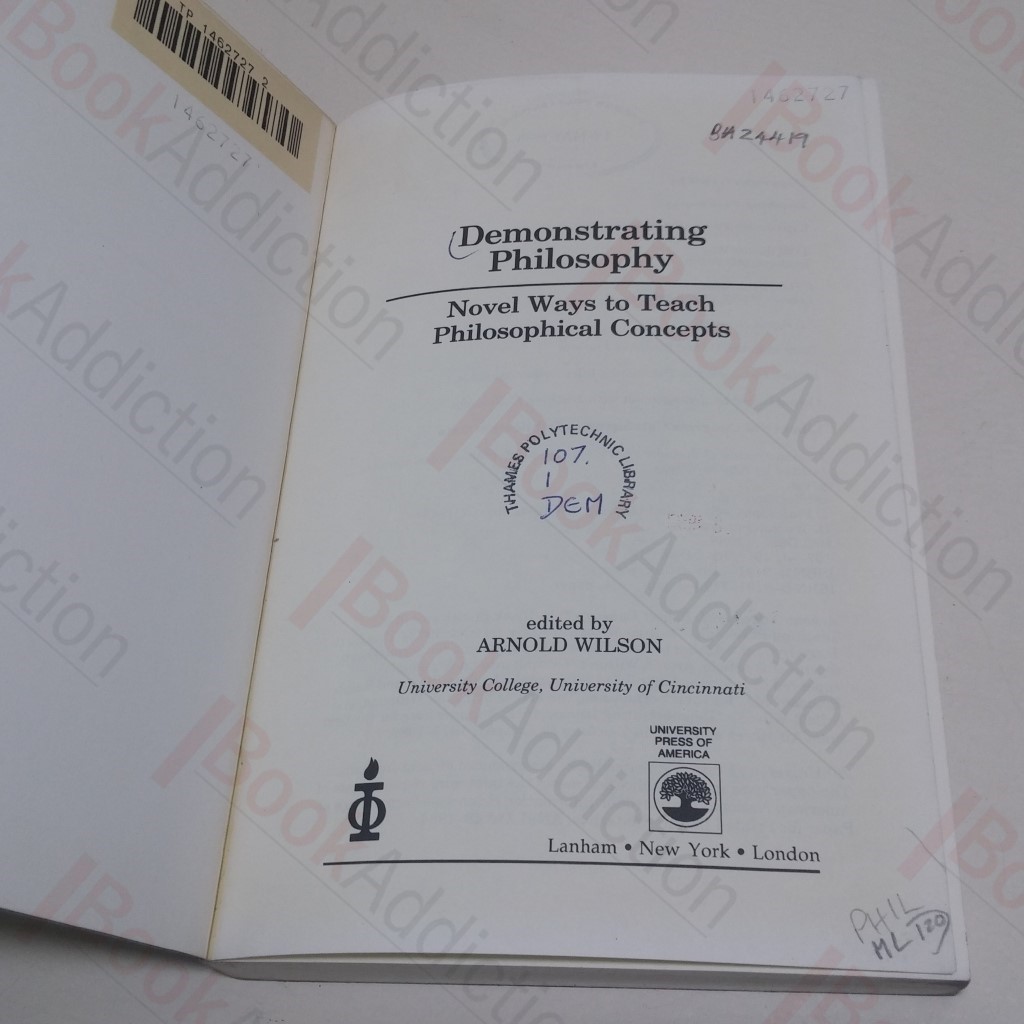 TP 1462727 2
1462727
1462727
BH24419
Demonstrating
Philosophy
Novel Ways to Teach
Philosophical Concepts
THAMES POLYTECHNIC LIBRARY
107.
1
DEM
edited by
ARNOLD WILSON
University College, University of Cincinnati
UNIVERSITY
PRESS OF
AMERICA
Φ
Lanham • New York • London
PHIL
ML 120
BookAddiction